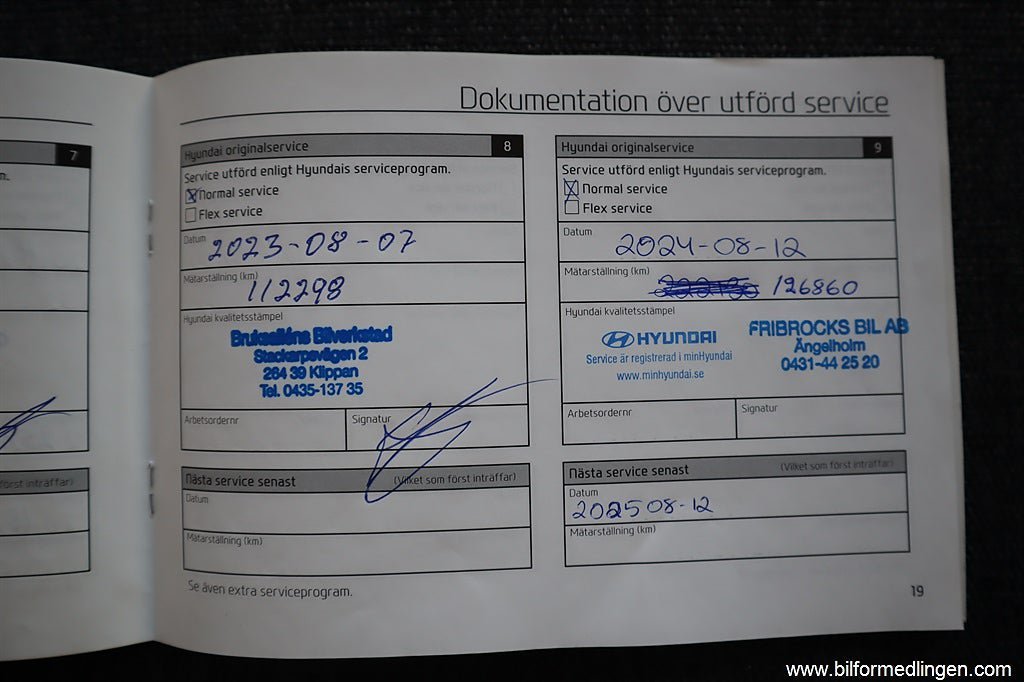 7
n.
först inträffar)
Dokumentation över utförd service
Hyundai originalservice 8
Service utförd enligt Hyundais serviceprogram.
Normal service
Flex service
Datum
2023-08-07
Mätarställning (km)
112298
Hyundai kvalitetsstämpel
Bruksalléns Bilverkstad
Stackarpsvägen 2
264 39 Klippan
Tel. 0435-137 35
Arbetsordernr
Signatur
Nästa service senast (Vilket som först inträffar)
Datum
Mätarställning (km)
Se även extra serviceprogram.
Hyundai originalservice 9
Service utförd enligt Hyundais serviceprogram.
Normal service
Flex service
Datum
2024-08-12
Mätarställning (km)
126860
Hyundai kvalitetsstämpel
HYUNDAI
Service är registrerad i minHyundai
www.minhyundai.se
FRIBROCKS BIL AB
Ängelholm
0431-44 25 20
Arbetsordernr
Signatur
Nästa service senast (Vilket som först inträffar)
Datum
2025 08-12
Mätarställning (km)
19
www.bilformedlingen.com